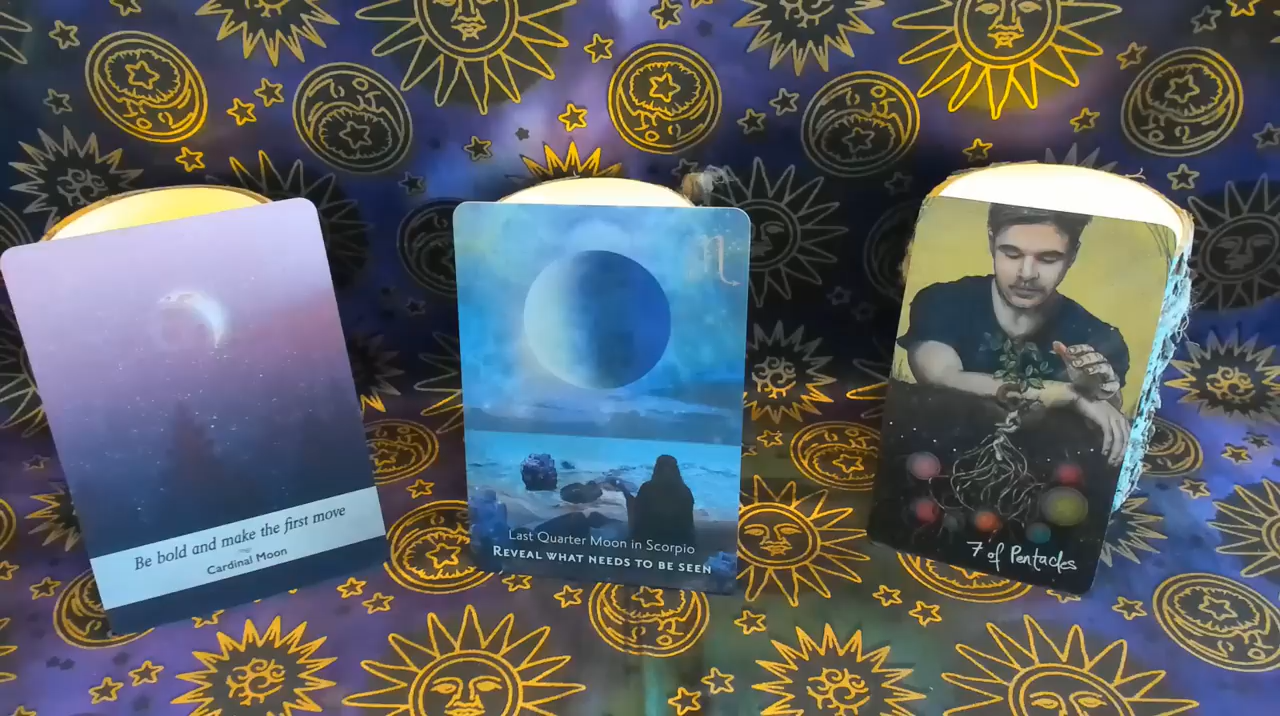 Be bold and make the first move
Cardinal Moon
Last Quarter Moon in Scorpio
REVEAL WHAT NEEDS TO BE SEEN
7 of Pentacles